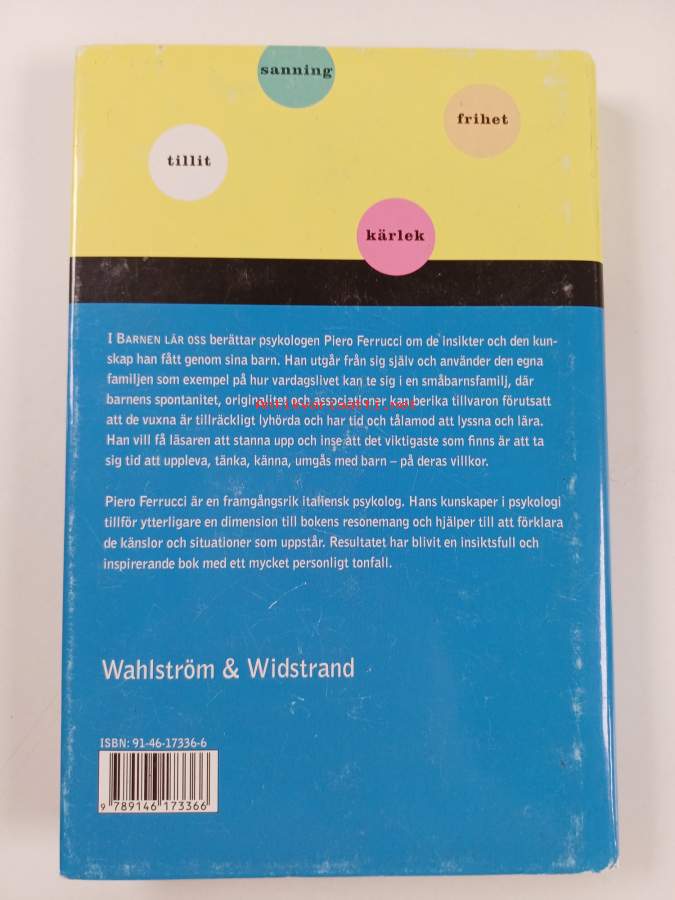 sanning
frihet
tillit
kärlek
I BARNEN LÄR OSS berättar psykologen Piero Ferrucci om de insikter och den kun-
skap han fått genom sina barn. Han utgår från sig själv och använder den egna
familjen som exempel på hur vardagslivet kan te sig i en småbarnsfamilj, där
barnens spontanitet, originalitet och associationer kan berika tillvaron förutsatt
att de vuxna är tillräckligt lyhörda och har tid och tålamod att lyssna och lära.
Han vill få läsaren att stanna upp och inse att det viktigaste som finns är att ta
sig tid att uppleva, tänka, känna, umgås med barn – på deras villkor.
Piero Ferrucci är en framgångsrik italiensk psykolog. Hans kunskaper i psykologi
tillför ytterligare en dimension till bokens resonemang och hjälper till att förklara
de känslor och situationer som uppstår. Resultatet har blivit en insiktsfull och
inspirerande bok med ett mycket personligt tonfall.
Wahlström & Widstrand
ISBN: 91-46-17336-6
9 789146 173366